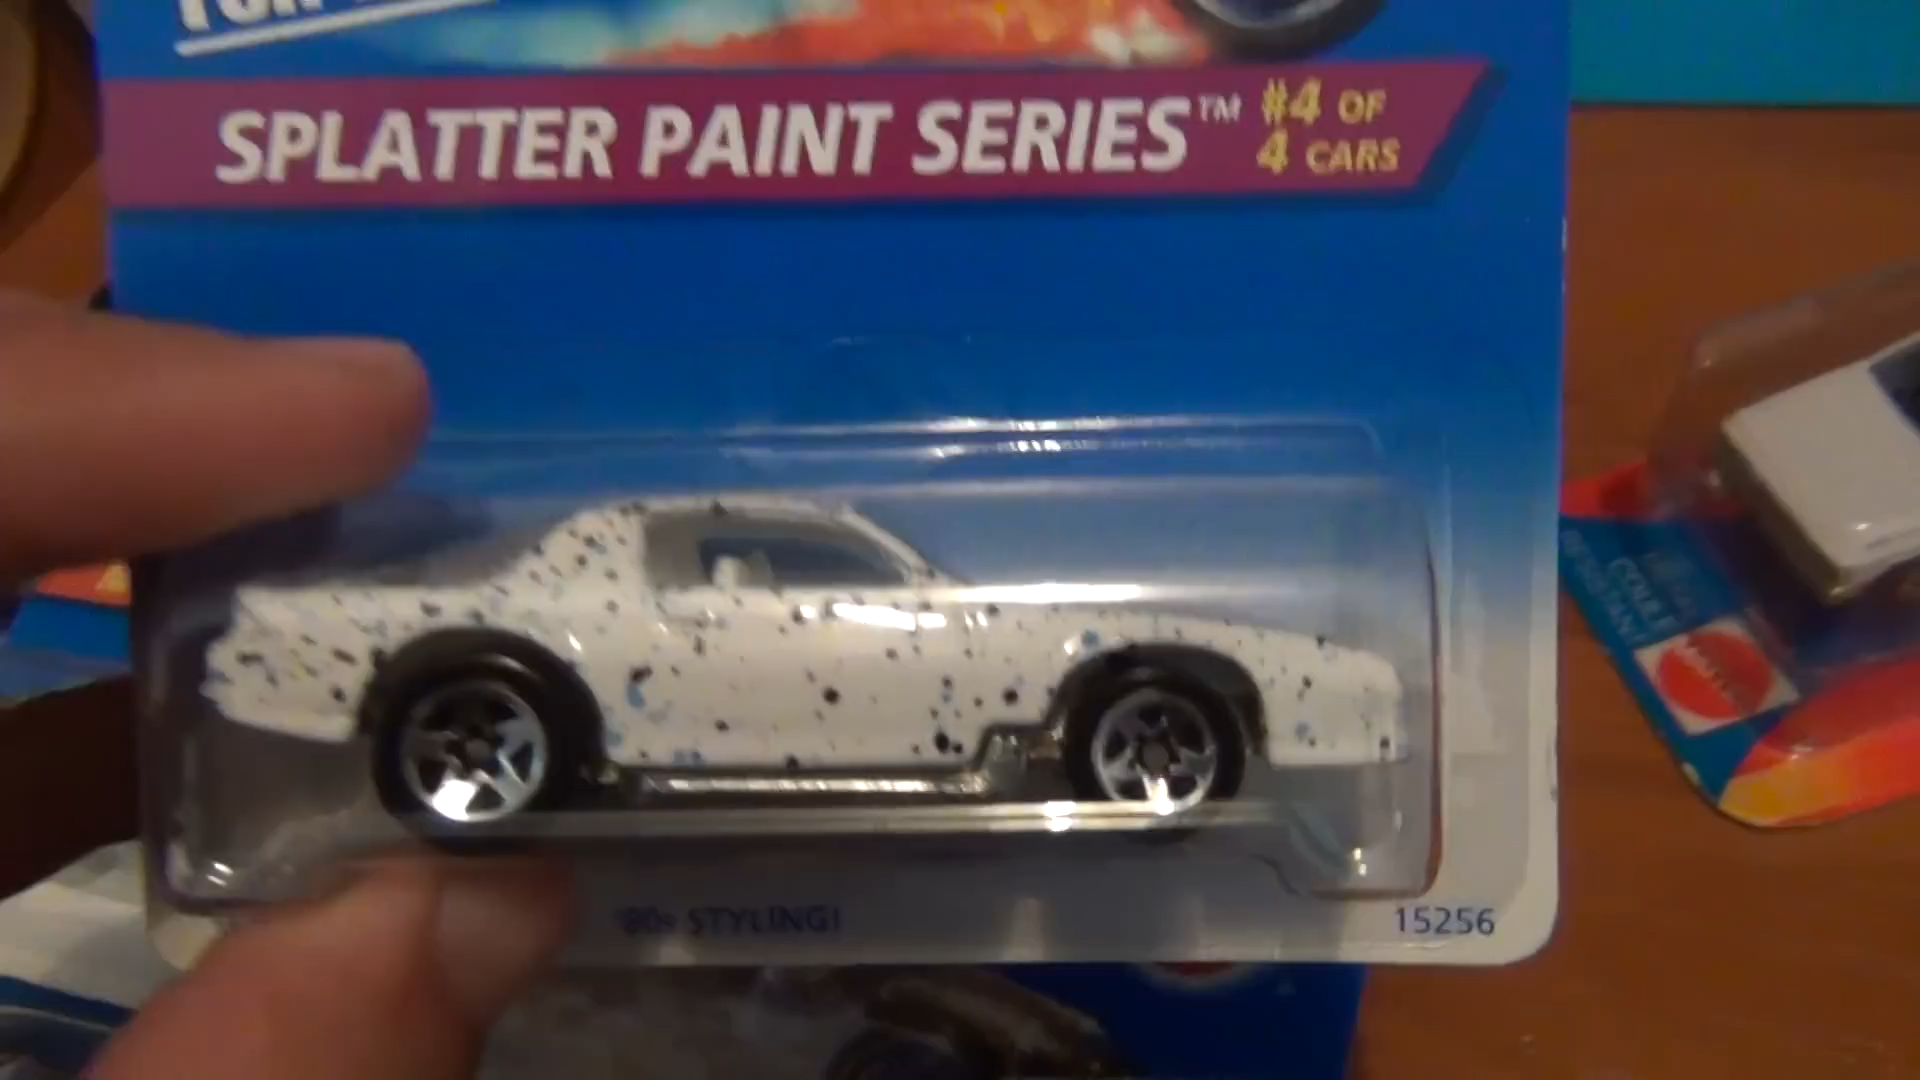 SPLATTER PAINT SERIES™ #4 OF
4 CARS
'80s STYLING!
15256